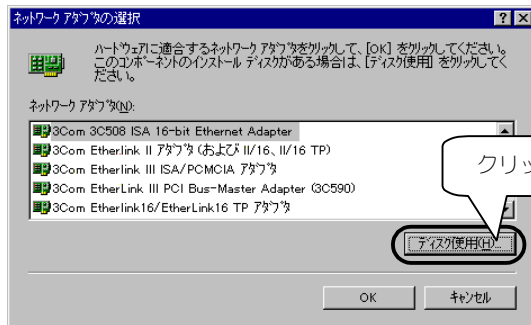 ネットワーク アダプタの選択
ハードウェアに適合するネットワーク アダプタをクリックして、[OK] をクリックしてください。
このコンポーネントのインストール ディスクがある場合は、[ディスク使用] をクリックしてく
ださい。
ネットワーク アダプタ(N):
3Com 3C508 ISA 16-bit Ethernet Adapter
3Com Etherlink II アダプタ (および II/16、II/16 TP)
3Com Etherlink III ISA/PCMCIA アダプタ
3Com EtherLink III PCI Bus-Master Adapter (3C590)
3Com Etherlink16/EtherLink16 TP アダプタ
クリッ
ディスク使用(H)...
OK
キャンセル